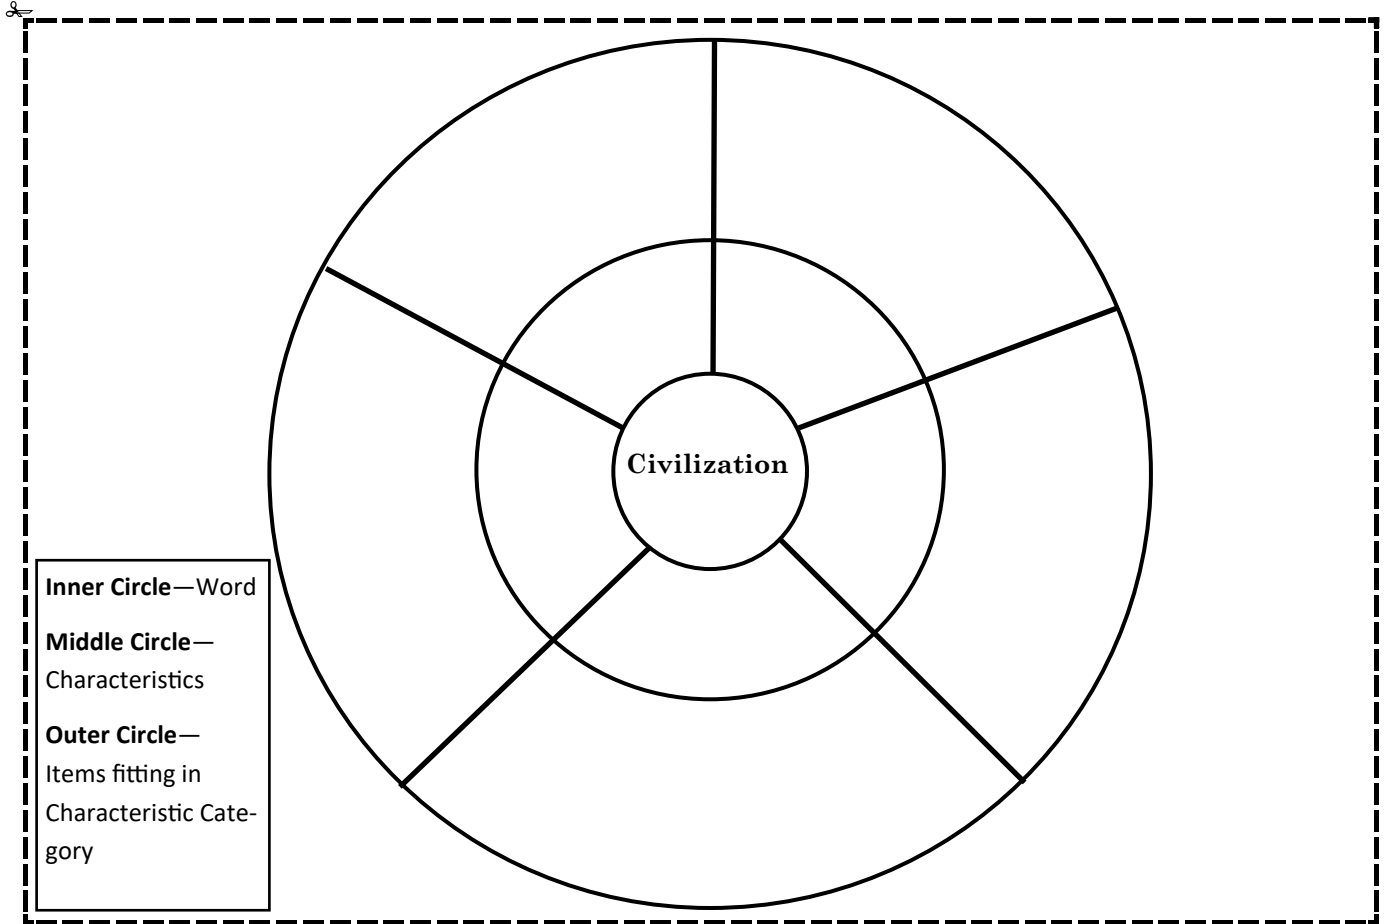 Civilization
Inner Circle—Word
Middle Circle—
Characteristics
Outer Circle—
Items fitting in
Characteristic Cate-
gory